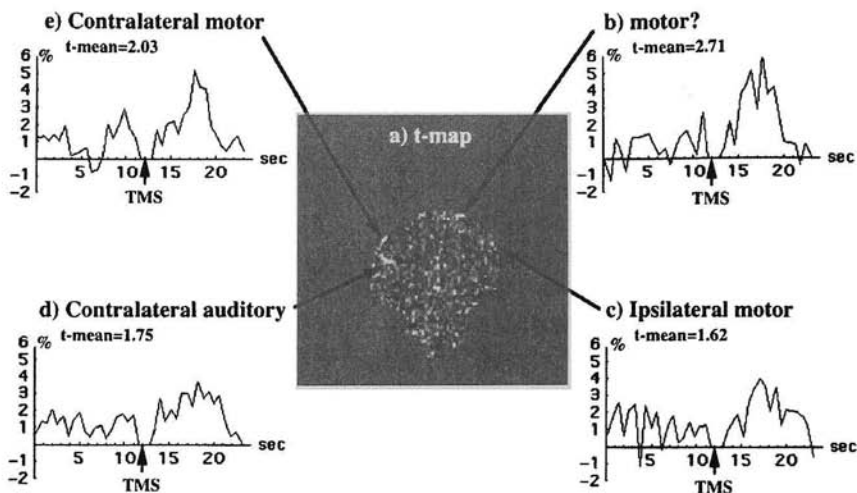 e) Contralateral motor
t-mean=2.03
6 %
5
4
3
2
1
-1
-2
5 10 15 20 sec
TMS
b) motor?
t-mean=2.71
6 %
5
4
3
2
1
-1
-2
5 10 15 20 sec
TMS
a) t-map
d) Contralateral auditory
t-mean=1.75
6 %
5
4
3
2
1
-1
-2
5 10 15 20 sec
TMS
c) Ipsilateral motor
t-mean=1.62
6 %
5
4
3
2
1
-1
-2
5 10 15 20 sec
TMS